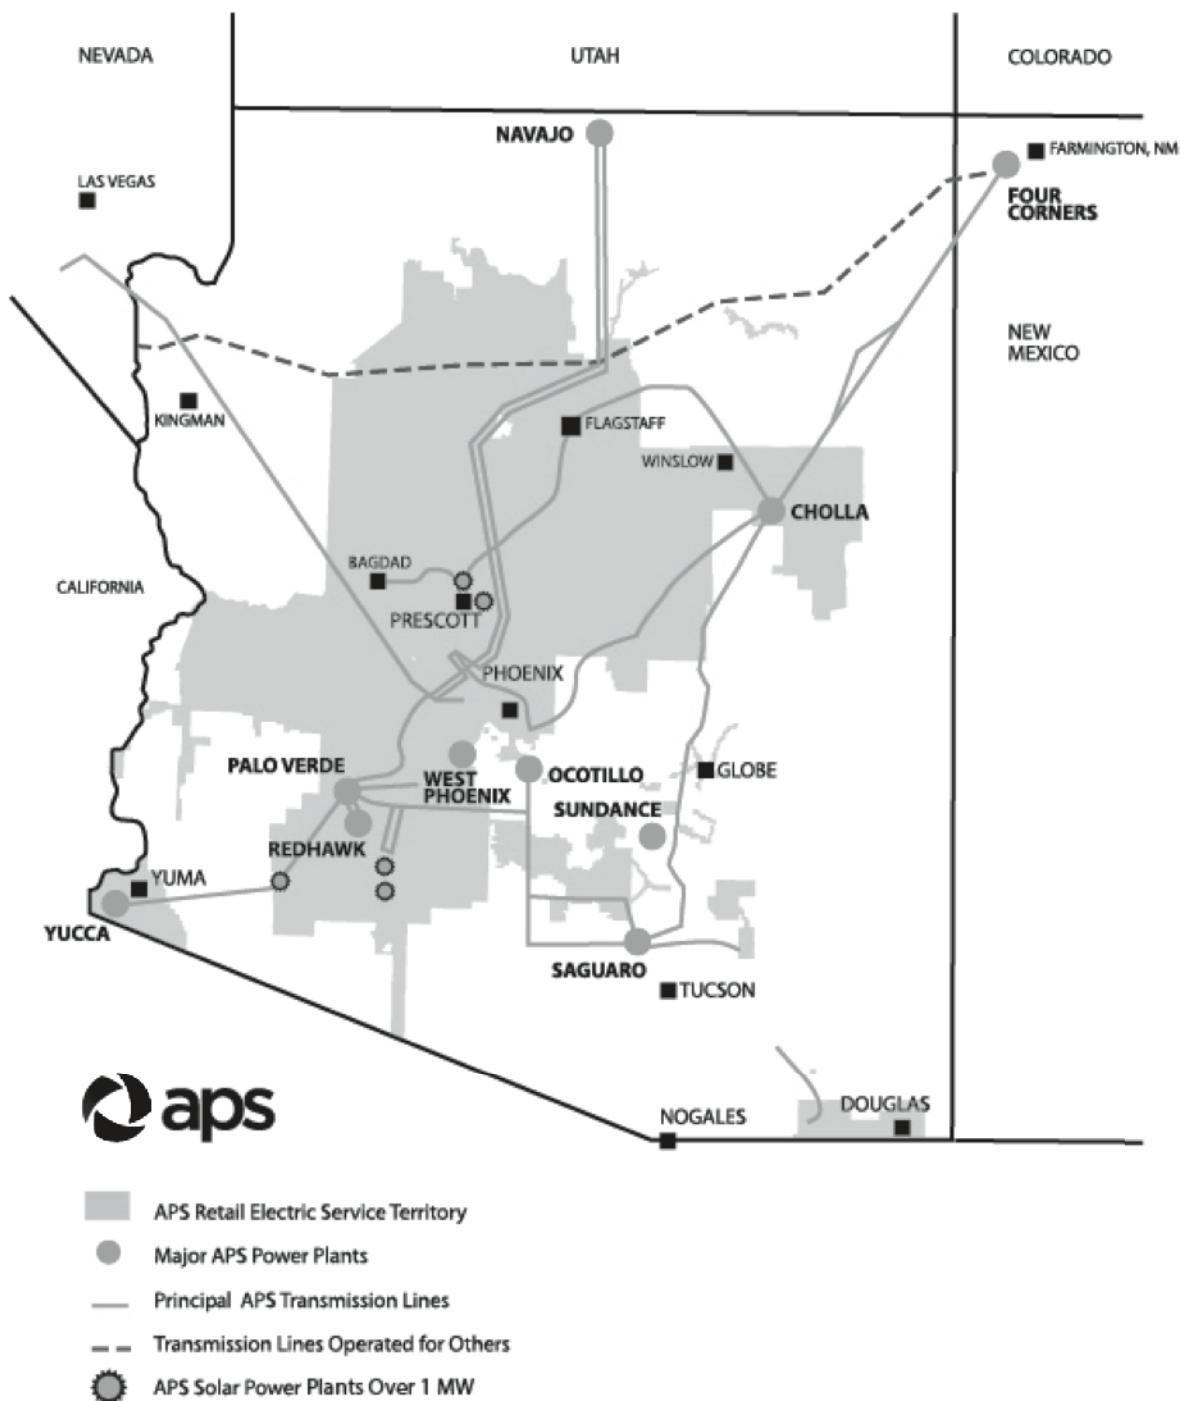 NEVADA
UTAH
COLORADO
NAVAJO
FARMINGTON, NM
LAS VEGAS
FOUR
CORNERS
NEW
MEXICO
KINGMAN
FLAGSTAFF
WINSLOW
CHOLLA
BAGDAD
CALIFORNIA
PRESCOTT
PHOENIX
PALO VERDE
WEST
PHOENIX
OCOTILLO
GLOBE
SUNDANCE
REDHAWK
YUMA
YUCCA
SAGUARO
TUCSON
aps
NOGALES
DOUGLAS
APS Retail Electric Service Territory
Major APS Power Plants
Principal APS Transmission Lines
Transmission Lines Operated for Others
APS Solar Power Plants Over 1 MW